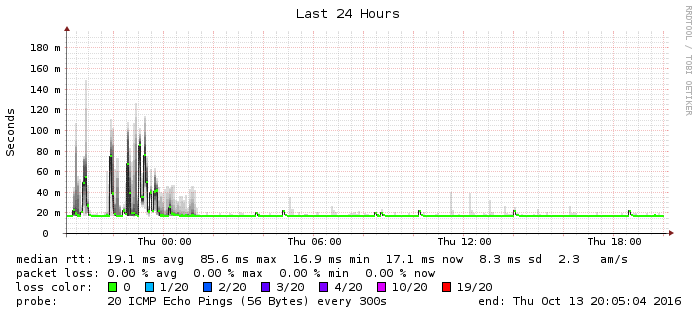 Last 24 Hours
RRDTOOL / TOBI OETIKER
Seconds
180 m
160 m
140 m
120 m
100 m
80 m
60 m
40 m
20 m
0
Thu 00:00 Thu 06:00 Thu 12:00 Thu 18:00
median rtt: 19.1 ms avg 85.6 ms max 16.9 ms min 17.1 ms now 8.3 ms sd 2.3 am/s
packet loss: 0.00 % avg 0.00 % max 0.00 % min 0.00 % now
loss color: 0 1/20 2/20 3/20 4/20 10/20 19/20
probe: 20 ICMP Echo Pings (56 Bytes) every 300s end: Thu Oct 13 20:05:04 2016